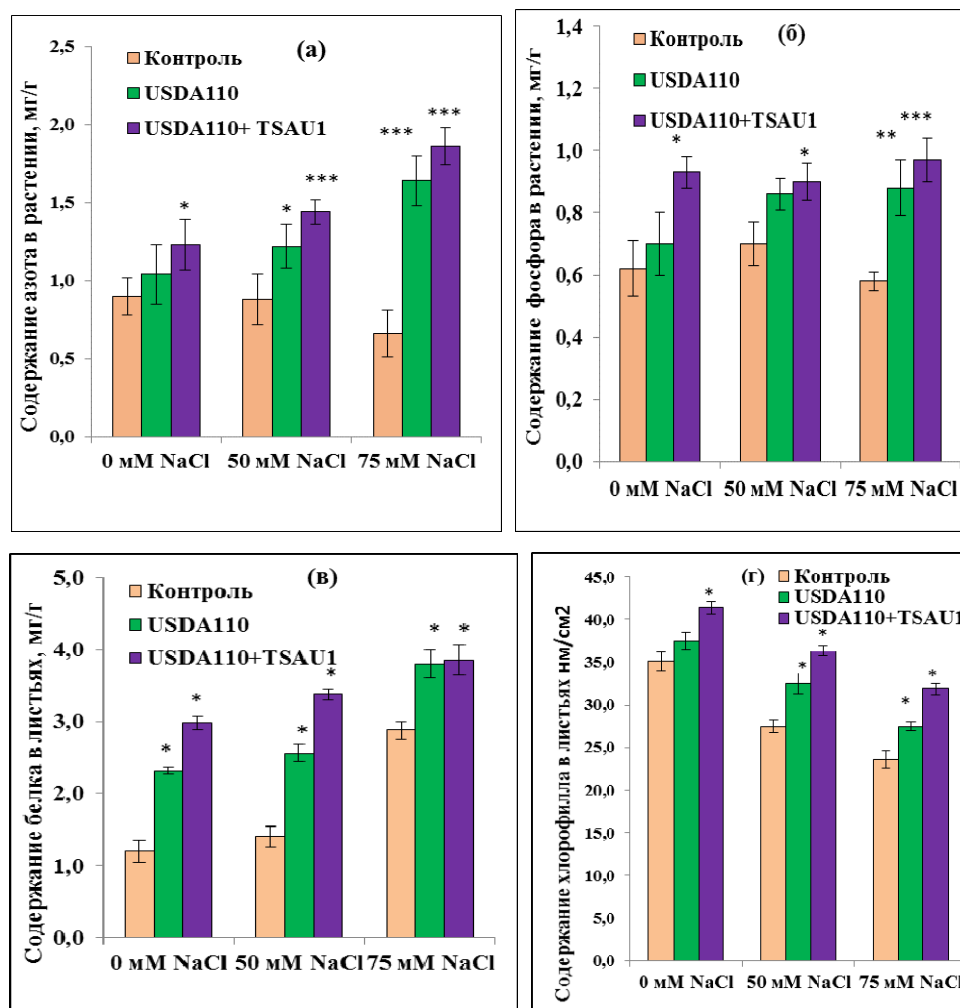 (а)
Контроль
USDA110
USDA110+ TSAU1
Содержание азота в растении, мг/г
2,5
2,0
1,5
1,0
0,5
0,0
*
*
***
***
***
0 мМ NaCl 50 мМ NaCl 75 мМ NaCl
(б)
Контроль
USDA110
USDA110+TSAU1
Содержание фосфора в растении, мг/г
1,4
1,2
1,0
0,8
0,6
0,4
0,2
0,0
*
*
**
***
0 мМ NaCl 50 мМ NaCl 75 мМ NaCl
(в)
Контроль
USDA110
USDA110+TSAU1
Содержание белка в листьях, мг/г
5,0
4,0
3,0
2,0
1,0
0,0
*
*
*
*
*
*
0 мМ NaCl 50 мМ NaCl 75 мМ NaCl
(г)
Контроль
USDA110
USDA110+TSAU1
Содержание хлорофилла в листьях нм/см2
45,0
40,0
35,0
30,0
25,0
20,0
15,0
10,0
5,0
0,0
*
*
*
*
*
0 мМ NaCl 50 мМ NaCl 75 мМ NaCl